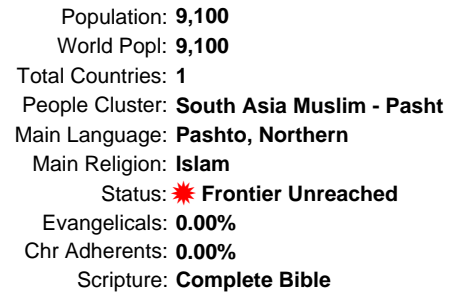 Population: 9,100
World Popl: 9,100
Total Countries: 1
People Cluster: South Asia Muslim - Pasht
Main Language: Pashto, Northern
Main Religion: Islam
Status: Frontier Unreached
Evangelicals: 0.00%
Chr Adherents: 0.00%
Scripture: Complete Bible